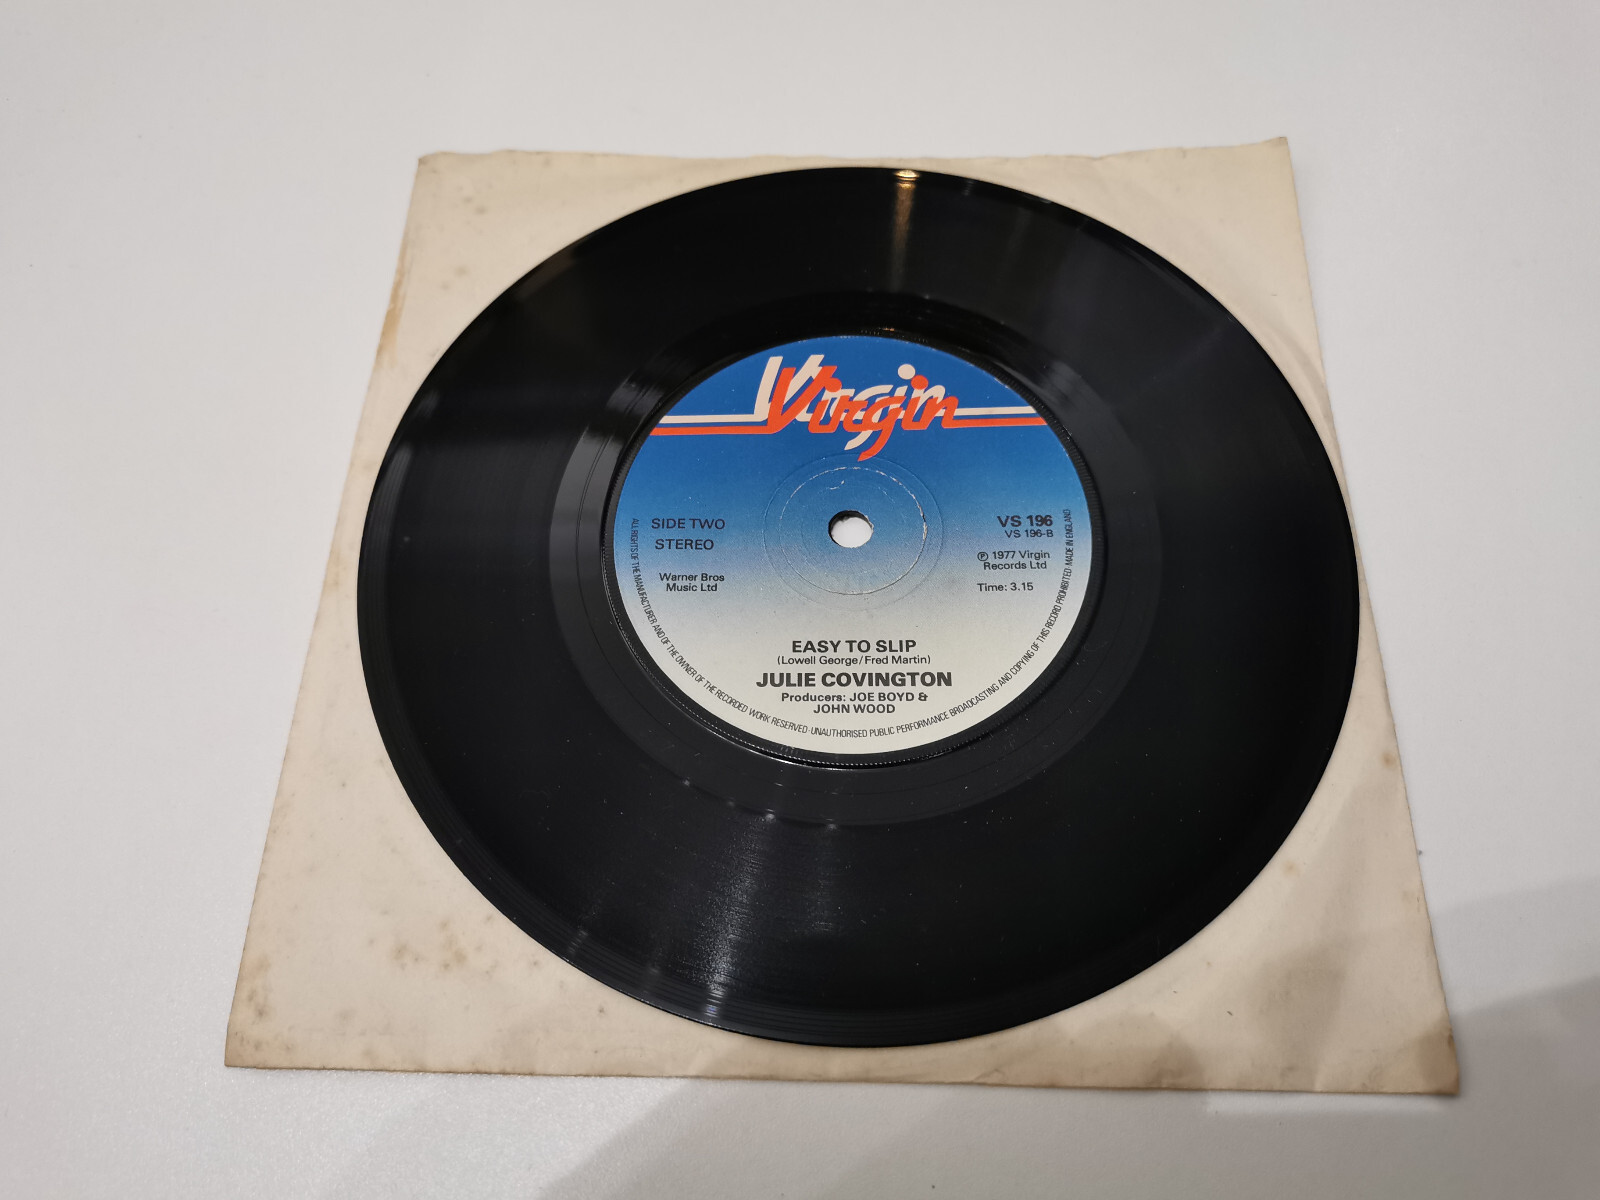 Virgin
SIDE TWO
STEREO
Warner Bros
Music Ltd
VS 196
VS 196-B
℗ 1977 Virgin
Records Ltd
Time: 3.15
EASY TO SLIP
(Lowell George/Fred Martin)
JULIE COVINGTON
Producers: JOE BOYD &
JOHN WOOD
ALL RIGHTS OF THE MANUFACTURER AND OF THE OWNER OF THE RECORDED WORK RESERVED·UNAUTHORISED PUBLIC PERFORMANCE BROADCASTING AND COPYING OF THIS RECORD PROHIBITED MADE IN ENGLAND